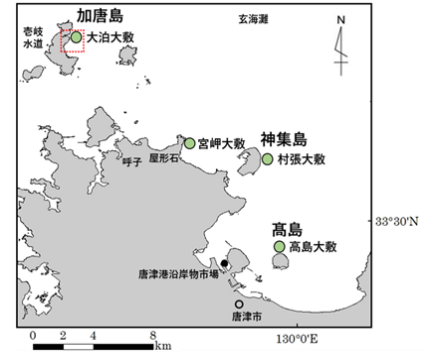 加唐島
玄海灘
N
壱岐
水道
大泊大敷
宮岬大敷
神集島
村張大敷
呼子
屋形石
33°30'N
髙島
高島大敷
唐津港沿岸物市場
唐津市
0 2 4 8
km
130°0'E